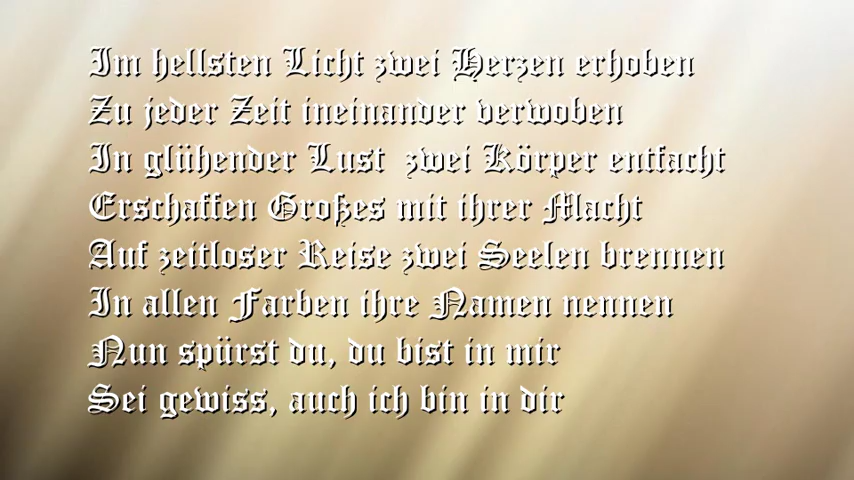 Im hellsten Licht zwei Herzen erhoben
Zu jeder Zeit ineinander verwoben
In glühender Lust zwei Körper entfacht
Erschaffen Großes mit ihrer Macht
Auf zeitloser Reise zwei Seelen brennen
In allen Farben ihre Namen nennen
Nun spürst du, du bist in mir
Sei gewiss, auch ich bin in dir